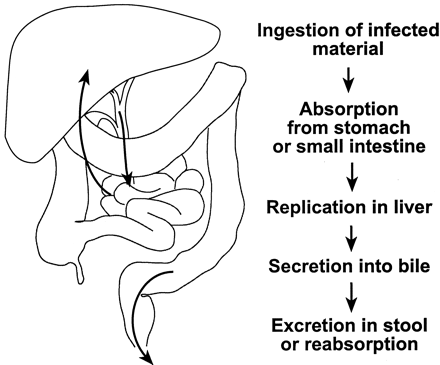 Ingestion of infected
material
Absorption
from stomach
or small intestine
Replication in liver
Secretion into bile
Excretion in stool
or reabsorption